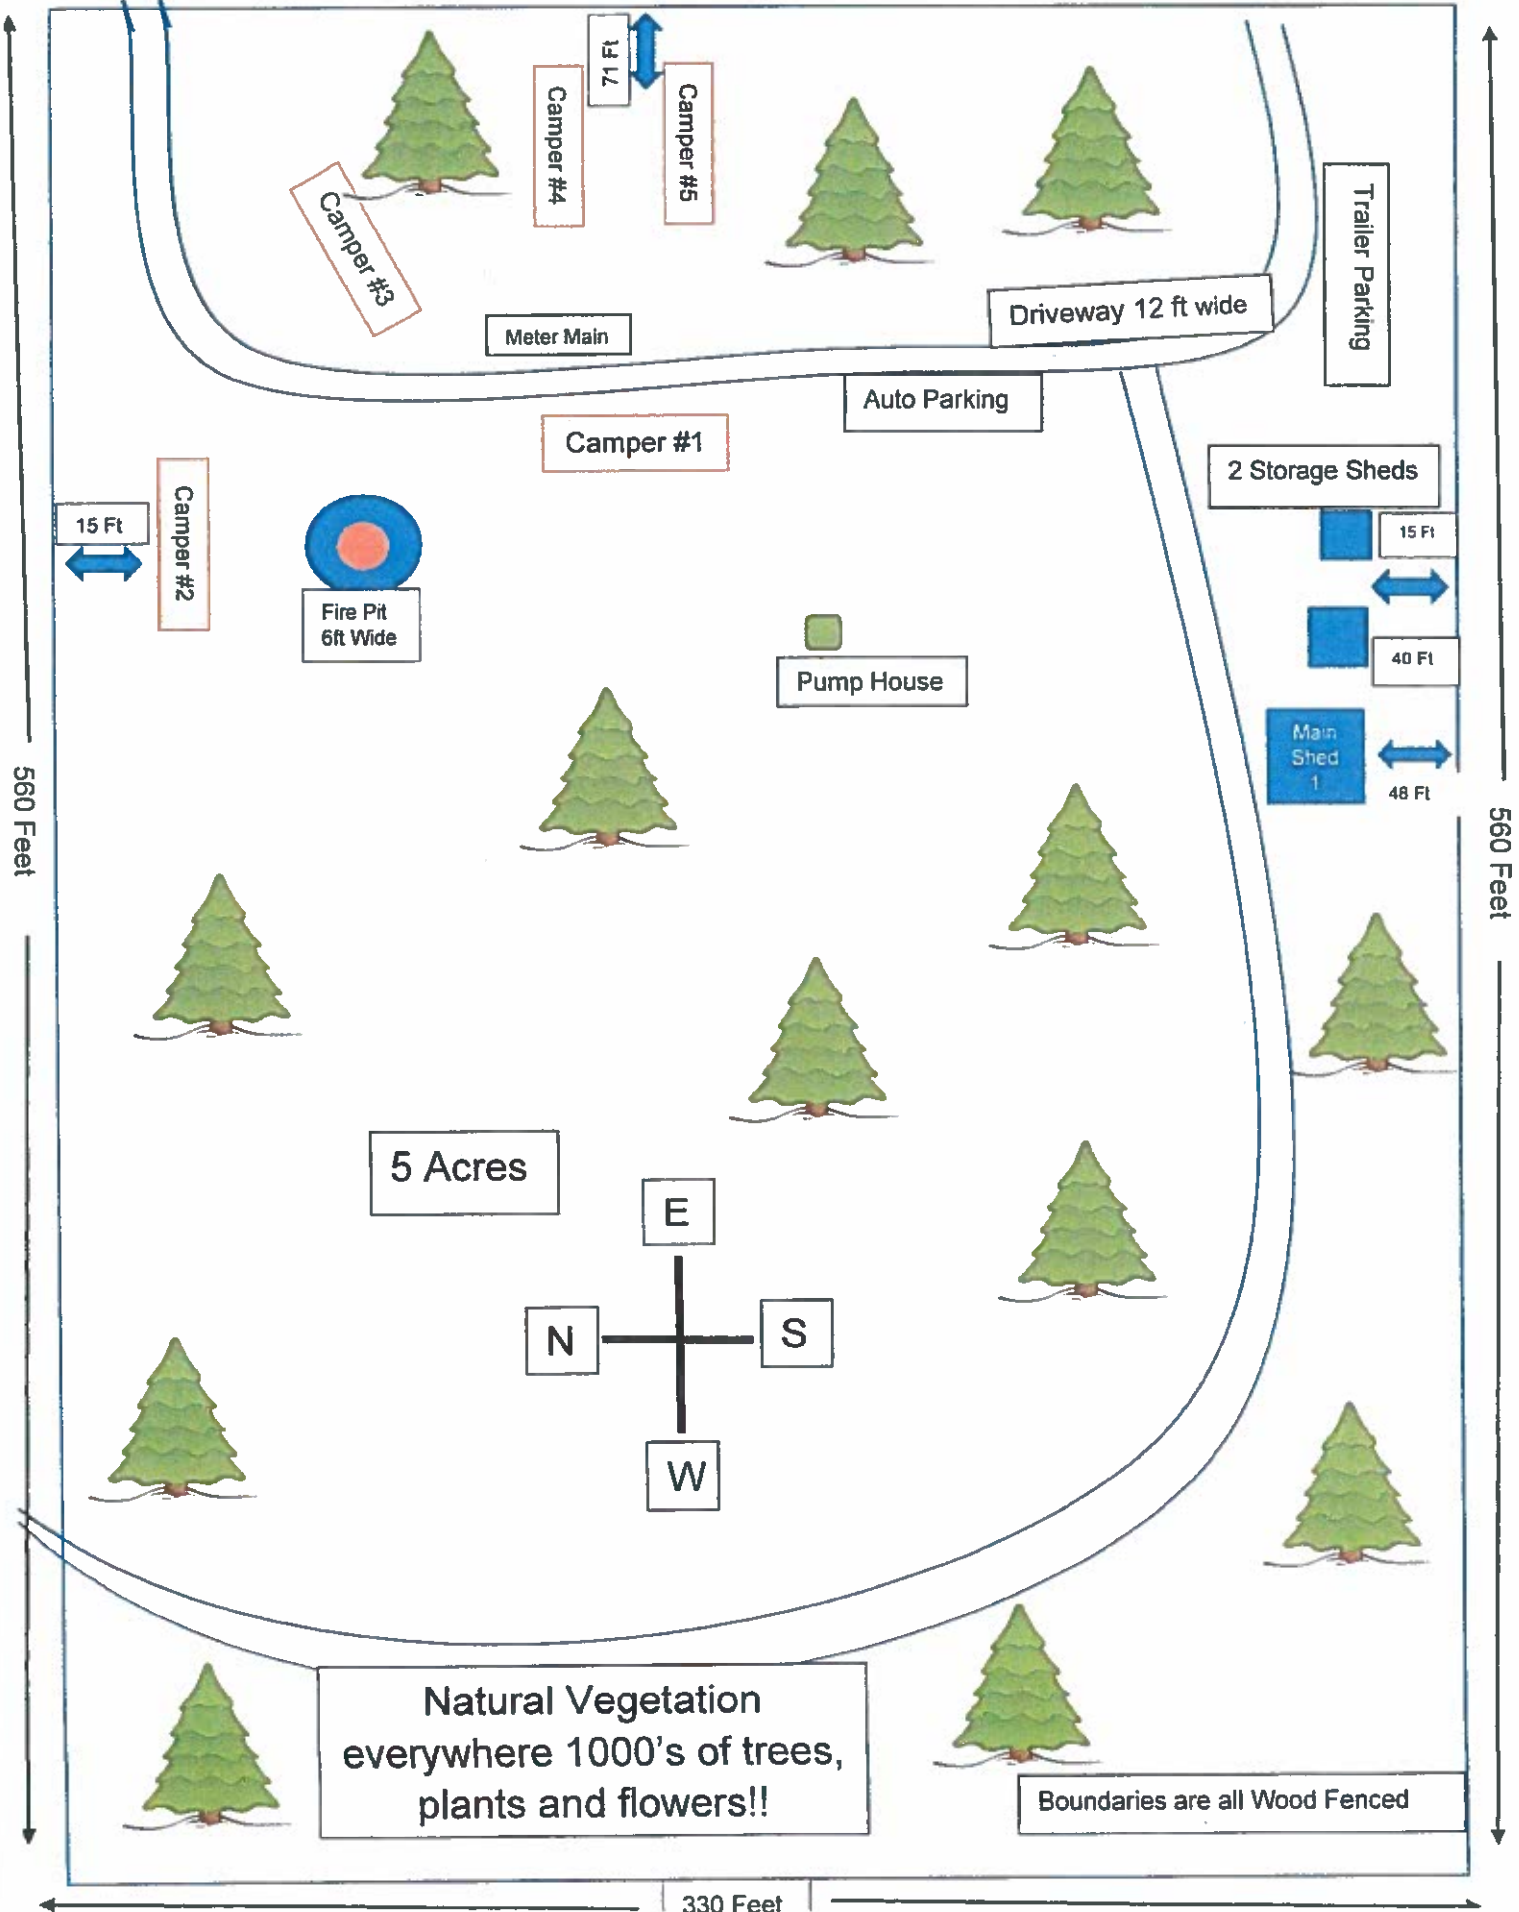 71 Ft
Camper #4
Camper #5
Camper #3
Trailer Parking
Driveway 12 ft wide
Meter Main
Auto Parking
Camper #1
2 Storage Sheds
15 Ft
Camper #2
15 Ft
Fire Pit
6ft Wide
40 Ft
Pump House
Main
Shed
1
48 Ft
560 Feet
560 Feet
5 Acres
E
N
S
W
Natural Vegetation
everywhere 1000's of trees,
plants and flowers!!
Boundaries are all Wood Fenced
330 Feet